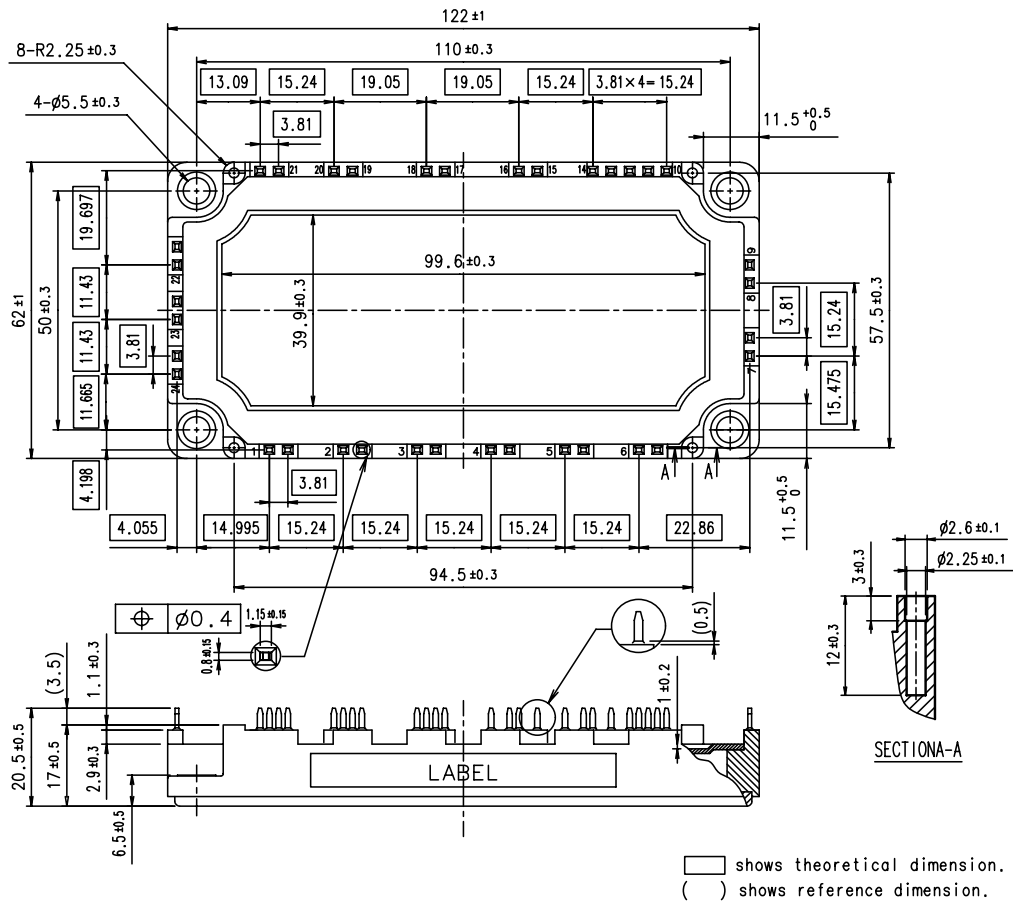 122 ±1
8-R2.25 ±0.3
110 ±0.3
13.09 15.24 19.05 19.05 15.24 3.81×4=15.24
4-Ø5.5 ±0.3
3.81
11.5 +0.5 0
21 20 19 18 17 16 15 14 10
19.697
11.43
11.43
3.81
11.665
4.198
62 ±1
50 ±0.3
22
23
24
99.6 ±0.3
39.9 ±0.3
9
8
7
3.81
15.24
15.475
57.5 ±0.3
1 2 3 4 5 6
A A
3.81
11.5 +0.5 0
4.055 14.995 15.24 15.24 15.24 15.24 15.24 22.86
94.5 ±0.3
Ø2.6 ±0.1
Ø2.25 ±0.1
3 ±0.3
12 ±0.3
SECTIONA-A
Ø0.4
1.15 ±0.15
0.8 ±0.15
(0.5)
1 ±0.2
(3.5)
1.1 ±0.3
20.5 ±0.5
17 ±0.5
2.9 ±0.3
6.5 ±0.5
LABEL
shows theoretical dimension.
( ) shows reference dimension.